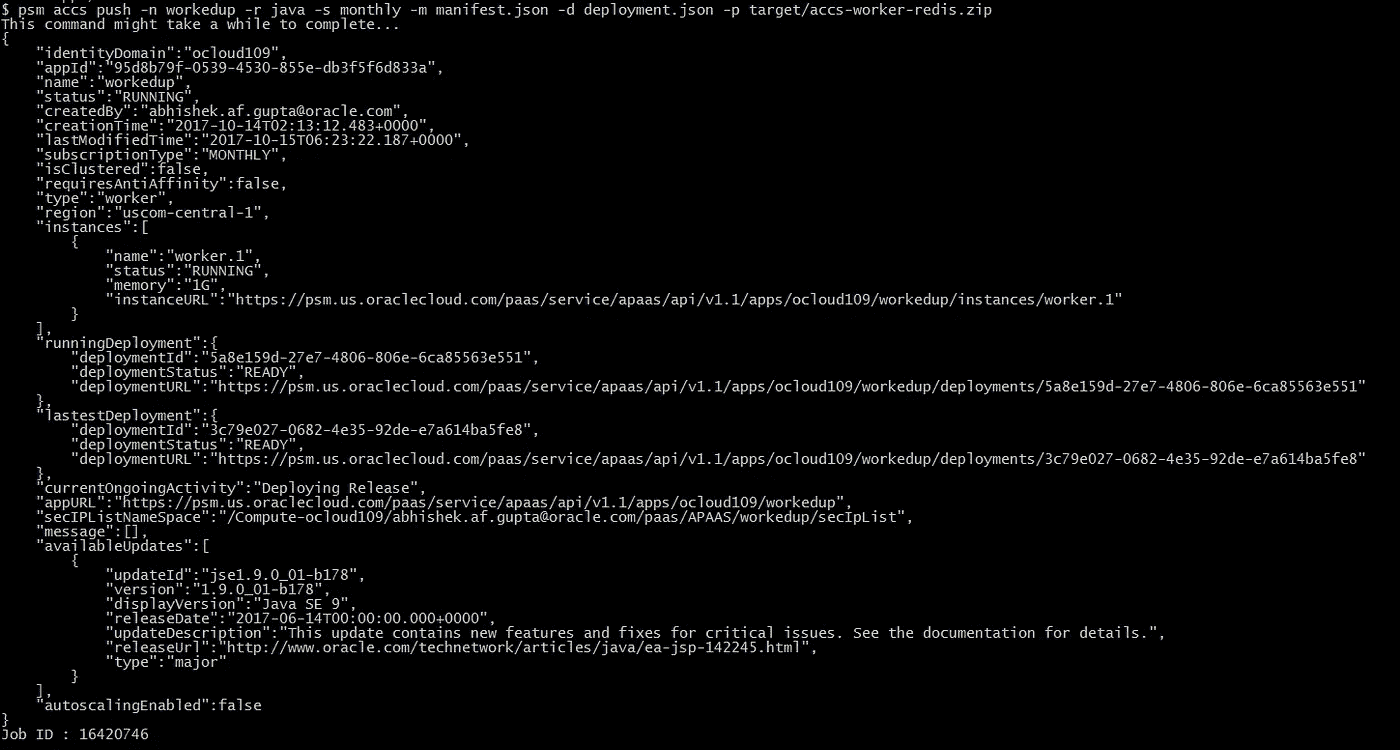 $ psm accs push -n workedup -r java -s monthly -m manifest.json -d deployment.json -p target/accs-worker-redis.zip
This command might take a while to complete...
{
    "identityDomain":"ocloud109",
    "appId":"95d8b79f-0539-4530-855e-db3f5f6d833a",
    "name":"workedup",
    "status":"RUNNING",
    "createdBy":"abhishek.af.gupta@oracle.com",
    "creationTime":"2017-10-14T02:13:12.483+0000",
    "lastModifiedTime":"2017-10-15T06:23:22.187+0000",
    "subscriptionType":"MONTHLY",
    "isClustered":false,
    "requiresAntiAffinity":false,
    "type":"worker",
    "region":"uscom-central-1",
    "instances":[
        {
            "name":"worker.1",
            "status":"RUNNING",
            "memory":"1G",
            "instanceURL":"https://psm.us.oraclecloud.com/paas/service/apaas/api/v1.1/apps/ocloud109/workedup/instances/worker.1"
        }
    ],
    "runningDeployment":{
        "deploymentId":"5a8e159d-27e7-4806-806e-6ca85563e551",
        "deploymentStatus":"READY",
        "deploymentURL":"https://psm.us.oraclecloud.com/paas/service/apaas/api/v1.1/apps/ocloud109/workedup/deployments/5a8e159d-27e7-4806-806e-6ca85563e551"
    },
    "lastestDeployment":{
        "deploymentId":"3c79e027-0682-4e35-92de-e7a614ba5fe8",
        "deploymentStatus":"READY",
        "deploymentURL":"https://psm.us.oraclecloud.com/paas/service/apaas/api/v1.1/apps/ocloud109/workedup/deployments/3c79e027-0682-4e35-92de-e7a614ba5fe8"
    },
    "currentOngoingActivity":"Deploying Release",
    "appURL":"https://psm.us.oraclecloud.com/paas/service/apaas/api/v1.1/apps/ocloud109/workedup",
    "secIPListNameSpace":"/Compute-ocloud109/abhishek.af.gupta@oracle.com/paas/APAAS/workedup/secIpList",
    "message":[],
    "availableUpdates":[
        {
            "updateId":"jse1.9.0_01-b178",
            "version":"1.9.0_01-b178",
            "displayVersion":"Java SE 9",
            "releaseDate":"2017-06-14T00:00:00.000+0000",
            "updateDescription":"This update contains new features and fixes for critical issues. See the documentation for details.",
            "releaseUrl":"http://www.oracle.com/technetwork/articles/java/ea-jsp-142245.html",
            "type":"major"
        }
    ],
    "autoscalingEnabled":false
}
Job ID : 16420746